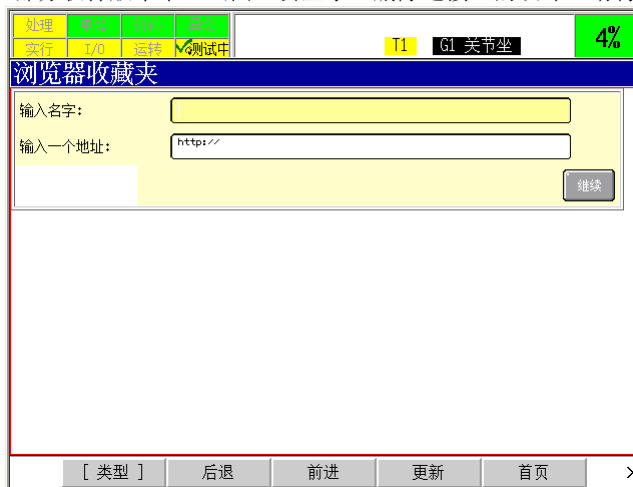 处理
实行 I/O 运转 测试中
T1 G1 关节坐
4%
浏览器收藏夹
输入名字:
输入一个地址: http://
继续
[ 类型 ] 后退 前进 更新 首页 >